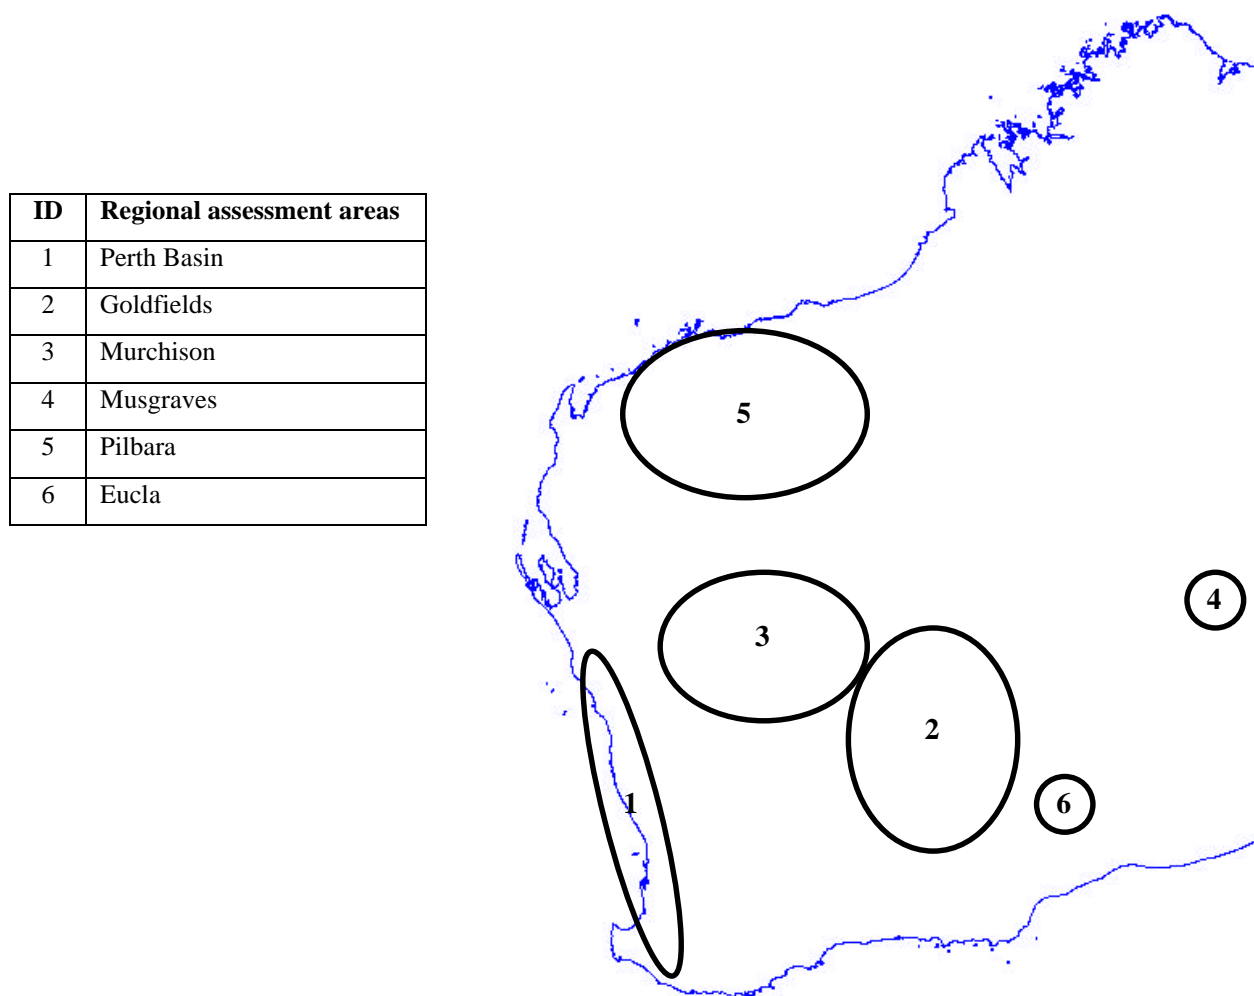 ID Regional assessment areas
1 Perth Basin
2 Goldfields
3 Murchison
4 Musgraves
5 Pilbara
6 Eucla
5
4
3
2
1
6